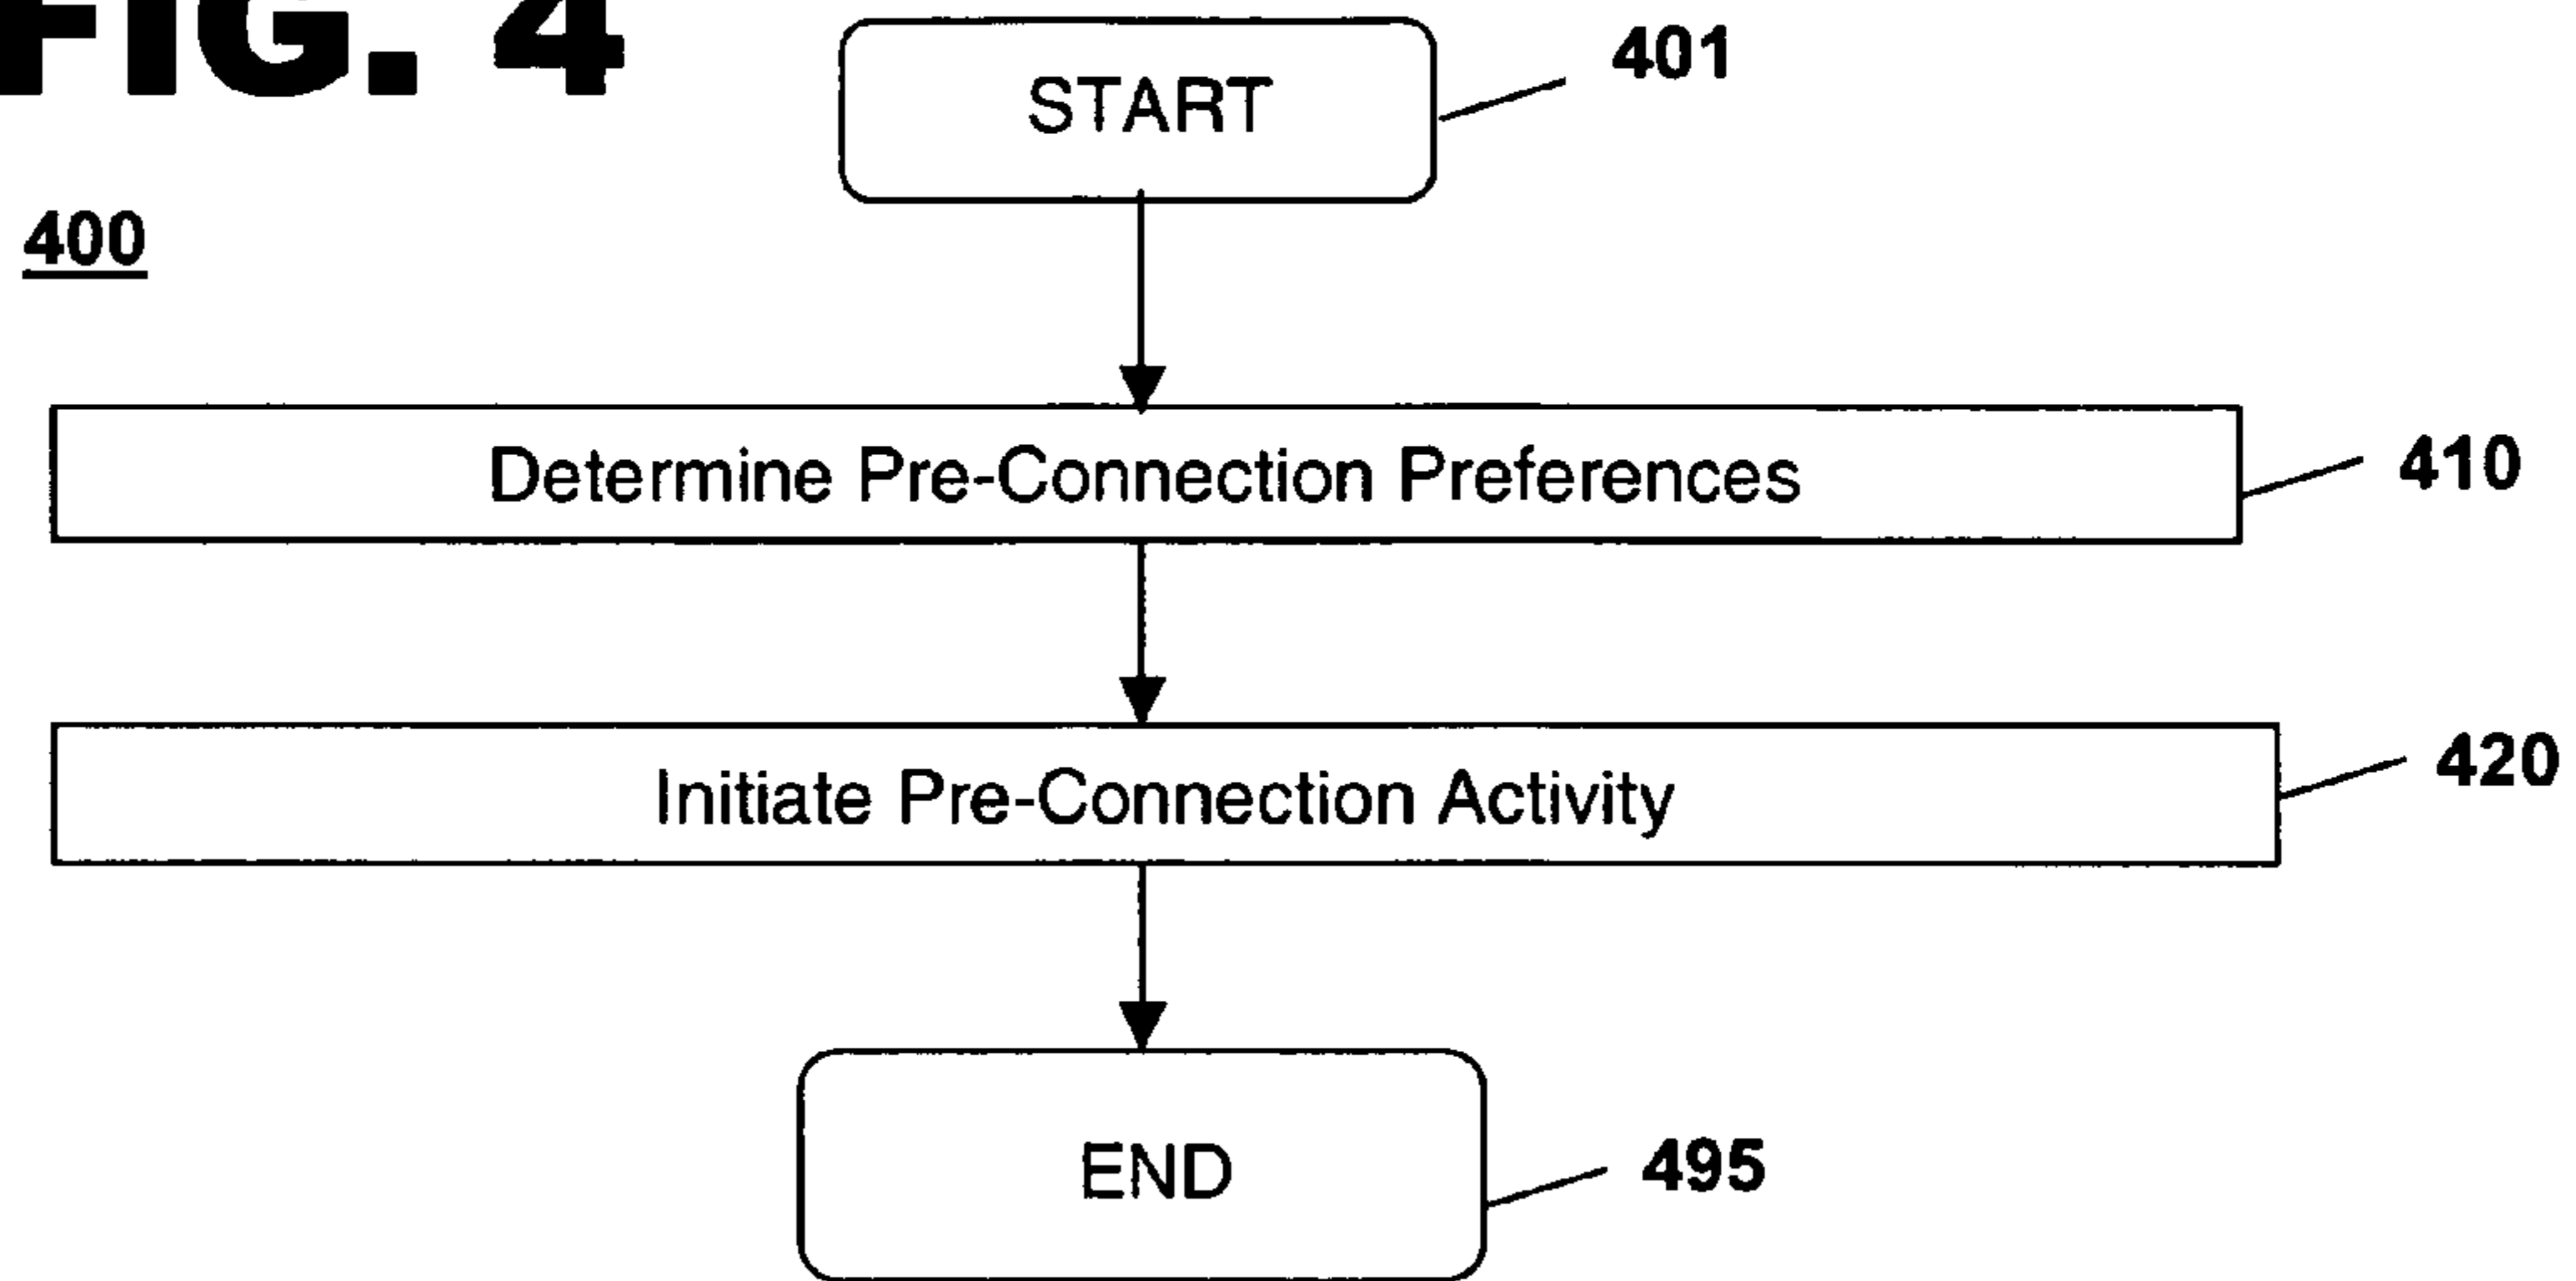 FIG. 4
START
401
400
Determine Pre-Connection Preferences
410
Initiate Pre-Connection Activity
420
END
495